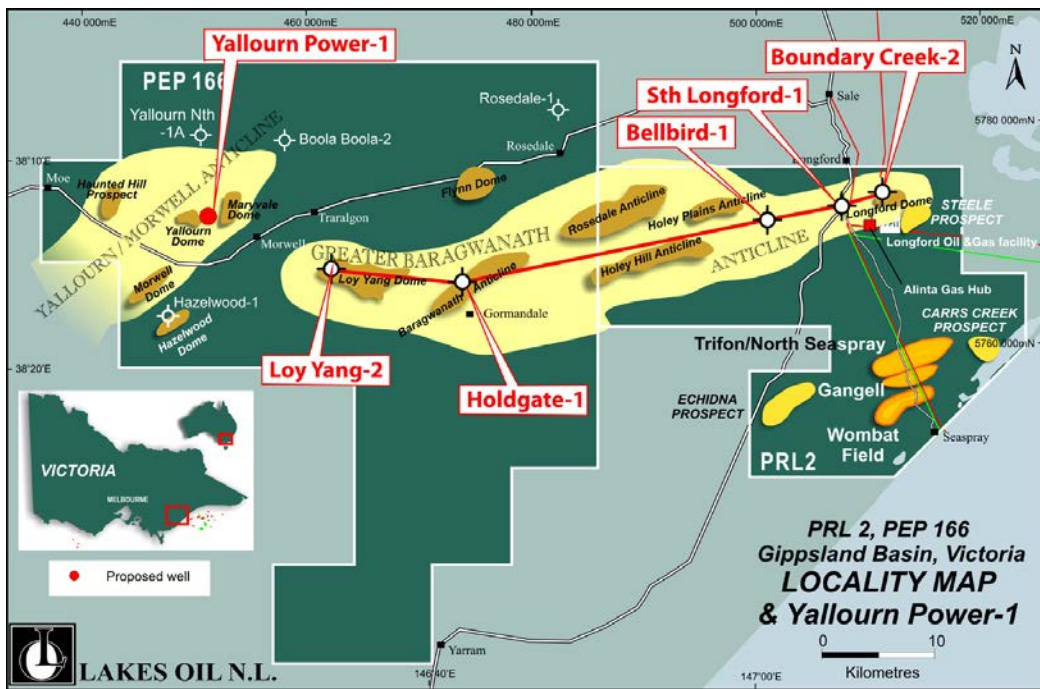 440 000mE
460 000mE
480 000mE
500 000mE
520 000mE
Yallourn Power-1
Boundary Creek-2
N
PEP 166
Sth Longford-1
Rosedale-1
Sale
Yallourn Nth
-1A
Boola Boola-2
Bellbird-1
5780 000mN
38°10'
Rosedale
Longford
Moe
Haunted Hill
Prospect
YALLOURN / MORWELL ANTICLINE
Maryvale
Dome
Yallourn
Dome
Flynn Dome
Traralgon
Rosedale Anticline
Holey Plains Anticline
Longford Dome
STEELE
PROSPECT
Morwell
GREATER BARAGWANATH
ANTICLINE
Longford Oil &Gas facility
Morwell
Dome
Loy Yang Dome
Baragwanath Anticline
Holey Hill Anticline
Alinta Gas Hub
Hazelwood-1
Hazelwood
Dome
Gormandale
CARRS CREEK
PROSPECT
Trifon/North Seaspray
5760 000mN
38°20'
Loy Yang-2
Holdgate-1
ECHIDNA
PROSPECT
Gangell
Seaspray
Wombat
Field
PRL2
VICTORIA
MELBOURNE
Proposed well
PRL 2, PEP 166
Gippsland Basin, Victoria
LOCALITY MAP
& Yallourn Power-1
0
10
Kilometres
LAKES OIL N.L.
Yarram
146°40'
147°00'